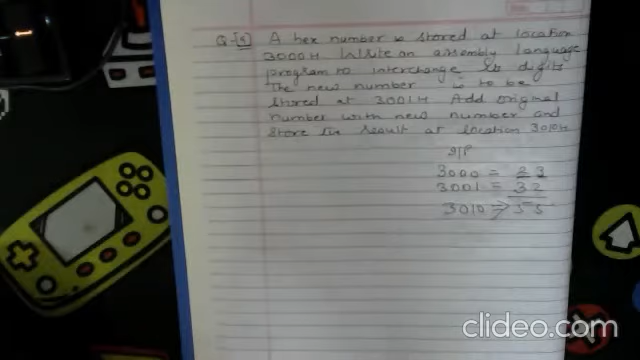 Q-[9] A hex number is stored at location
3000H Write an assembly language
program to interchange its digits
The new number is to be
stored at 3001H Add original
number with new number and
store the result at location 3010H
I/P
3000 = 23
3001 = 32
3010 => 55
clideo.com